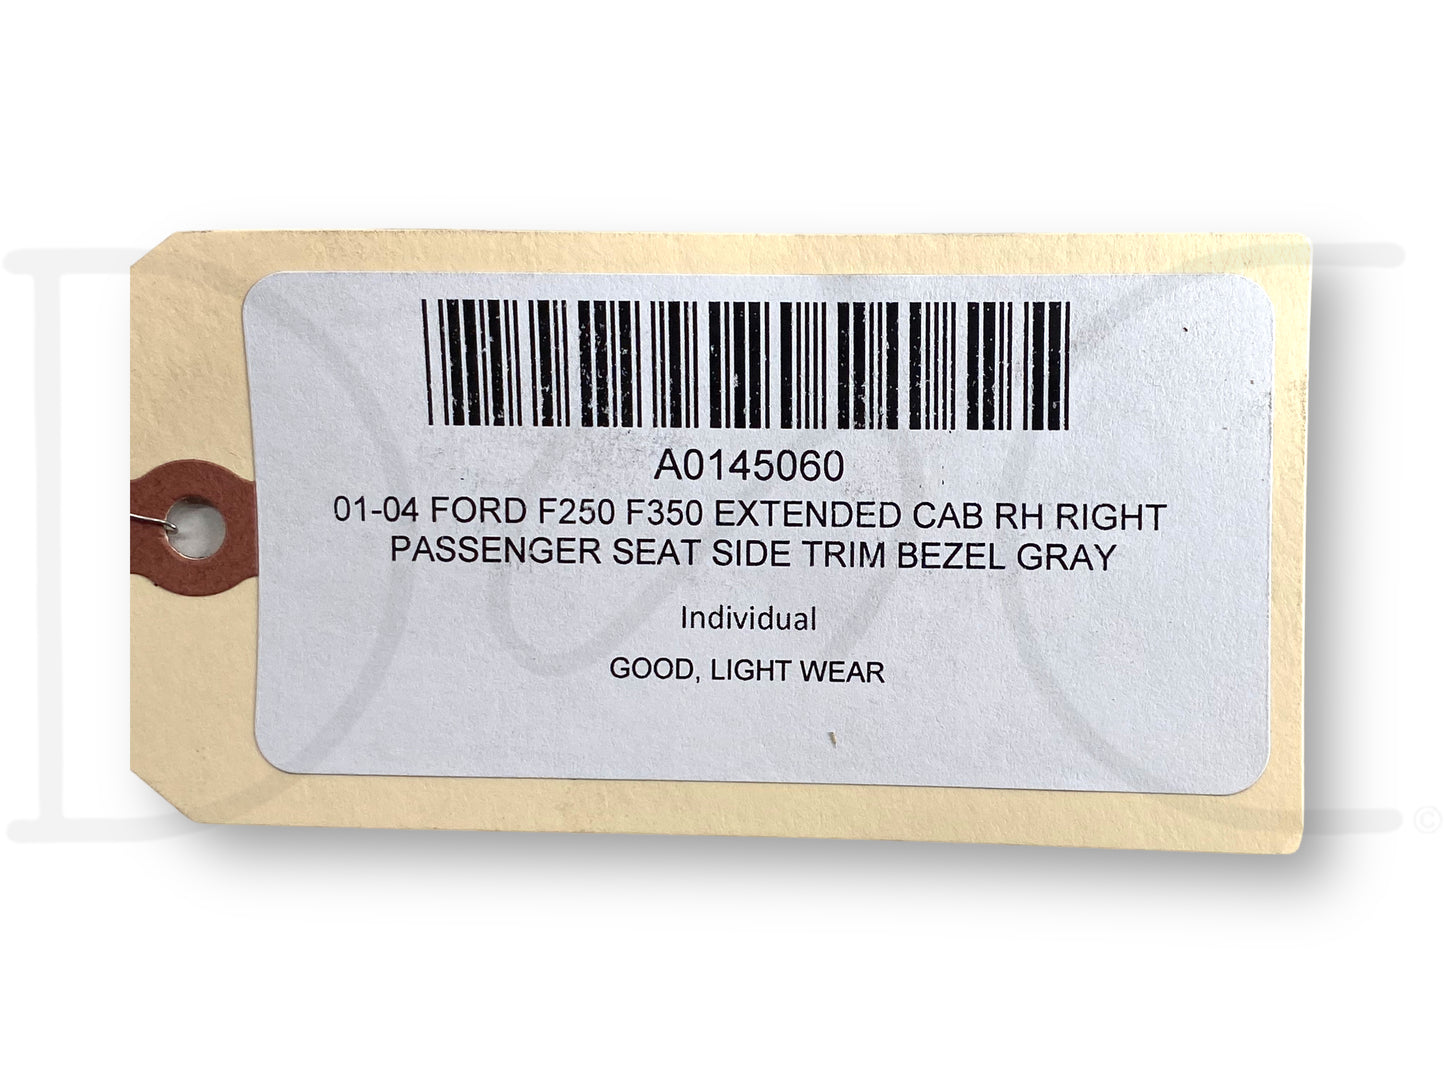 A0145060
01-04 FORD F250 F350 EXTENDED CAB RH RIGHT
PASSENGER SEAT SIDE TRIM BEZEL GRAY
Individual
GOOD, LIGHT WEAR
©